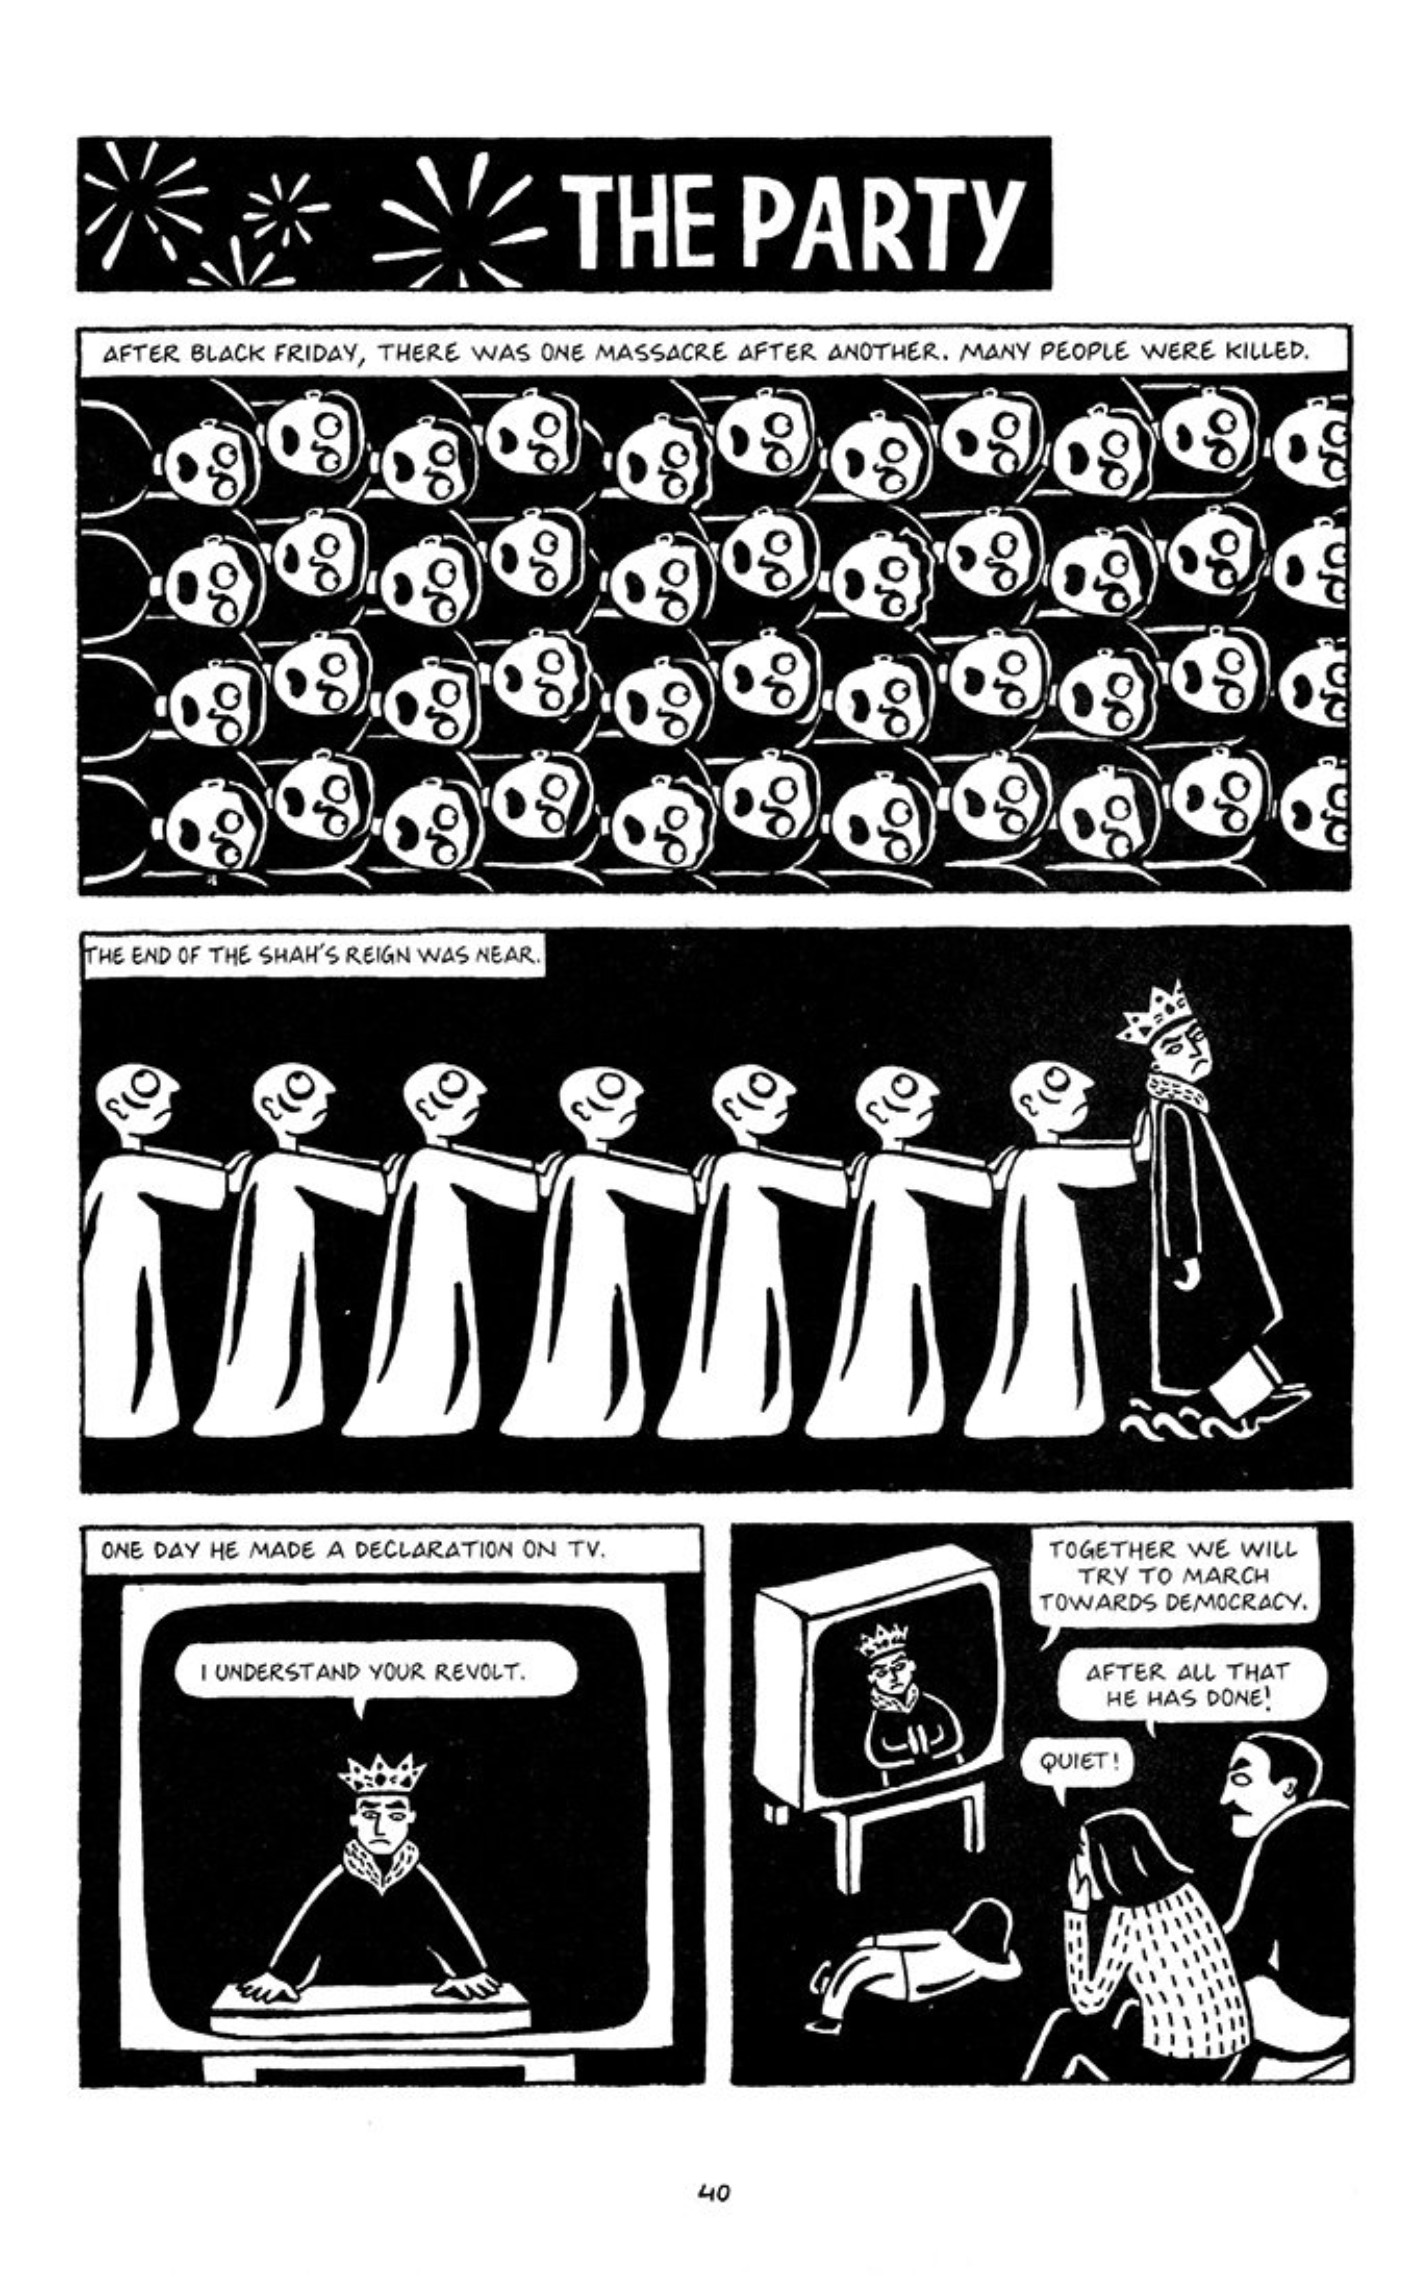 THE PARTY
AFTER BLACK FRIDAY, THERE WAS ONE MASSACRE AFTER ANOTHER. MANY PEOPLE WERE KILLED.
THE END OF THE SHAH'S REIGN WAS NEAR.
ONE DAY HE MADE A DECLARATION ON TV.
I UNDERSTAND YOUR REVOLT.
TOGETHER WE WILL
TRY TO MARCH
TOWARDS DEMOCRACY.
AFTER ALL THAT
HE HAS DONE!
QUIET!
40